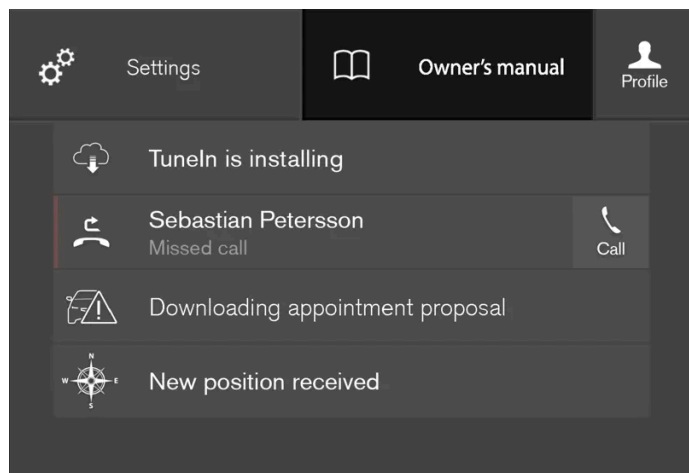 Settings
Owner's manual
Profile
TuneIn is installing
Sebastian Petersson
Missed call
Call
Downloading appointment proposal
N
W E
S
New position received